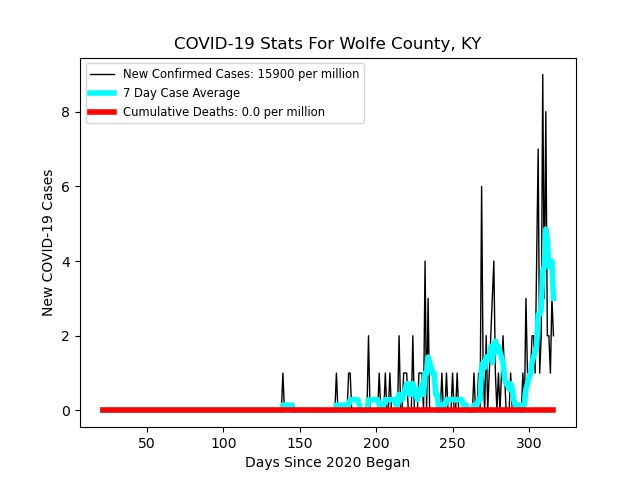 COVID-19 Stats For Wolfe County, KY
New Confirmed Cases: 15900 per million
7 Day Case Average
Cumulative Deaths: 0.0 per million
New COVID-19 Cases
8
6
4
2
0
50 100 150 200 250 300
Days Since 2020 Began